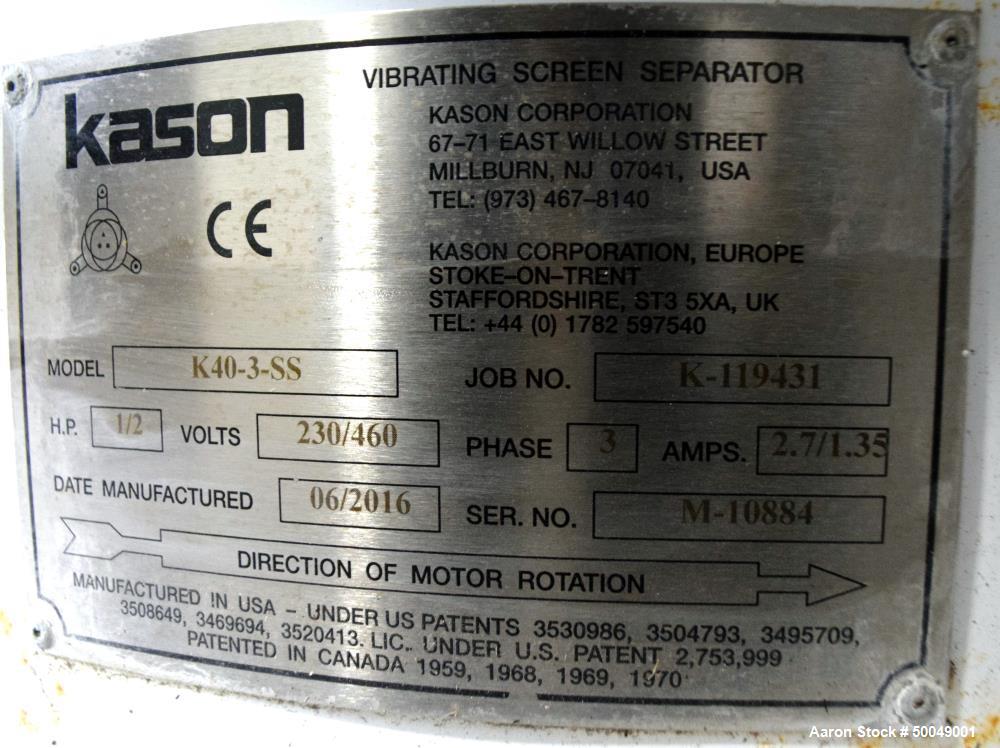 VIBRATING SCREEN SEPARATOR
kason
CE
KASON CORPORATION
67-71 EAST WILLOW STREET
MILLBURN, NJ 07041, USA
TEL: (973) 467-8140
KASON CORPORATION, EUROPE
STOKE-ON-TRENT
STAFFORDSHIRE, ST3 5XA, UK
TEL: +44 (0) 1782 597540
MODEL K40-3-SS JOB NO. K-119431
H.P. 1/2 VOLTS 230/460 PHASE 3 AMPS. 2.7/1.35
DATE MANUFACTURED 06/2016 SER. NO. M-10884
DIRECTION OF MOTOR ROTATION
MANUFACTURED IN USA - UNDER US PATENTS 3530986, 3504793, 3495709,
3508649, 3469694, 3520413. LIC. UNDER U.S. PATENT 2,753,999
PATENTED IN CANADA 1959, 1968, 1969, 1970
Aaron Stock # 50049001